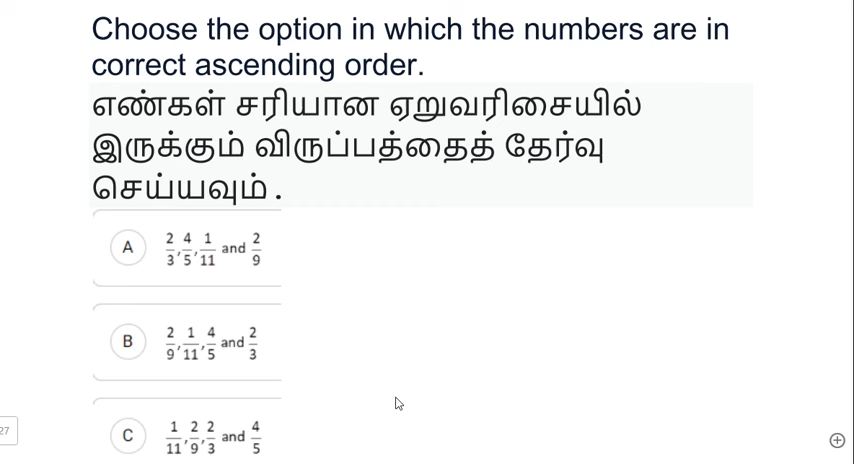 Choose the option in which the numbers are in
correct ascending order.
எண்கள் சரியான ஏறுவரிசையில்
இருக்கும் விருப்பத்தைத் தேர்வு
செய்யவும் .
A 2/3, 4/5, 1/11 and 2/9
B 2/9, 1/11, 4/5 and 2/3
27
C 1/11, 2/9, 2/3 and 4/5